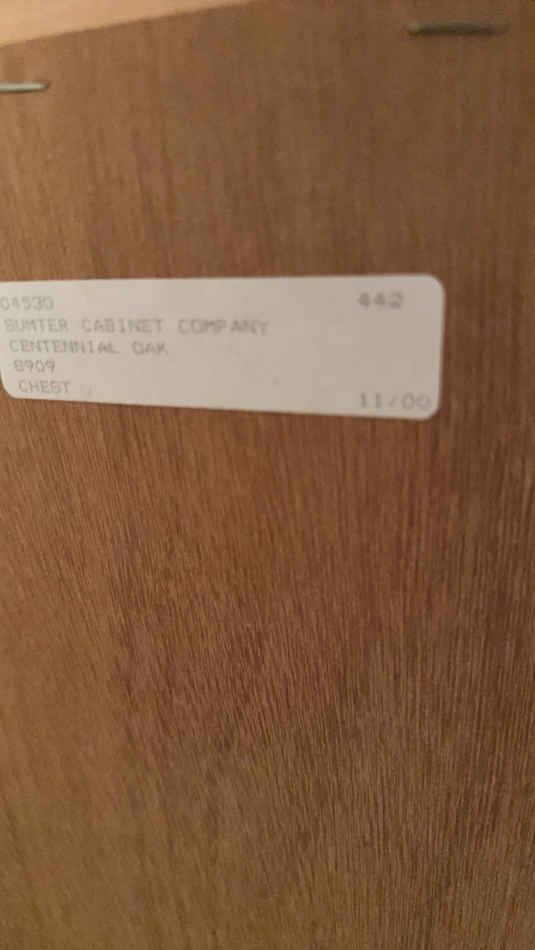 04530 442
SUMTER CABINET COMPANY
CENTENNIAL OAK
8909
CHEST
11/00